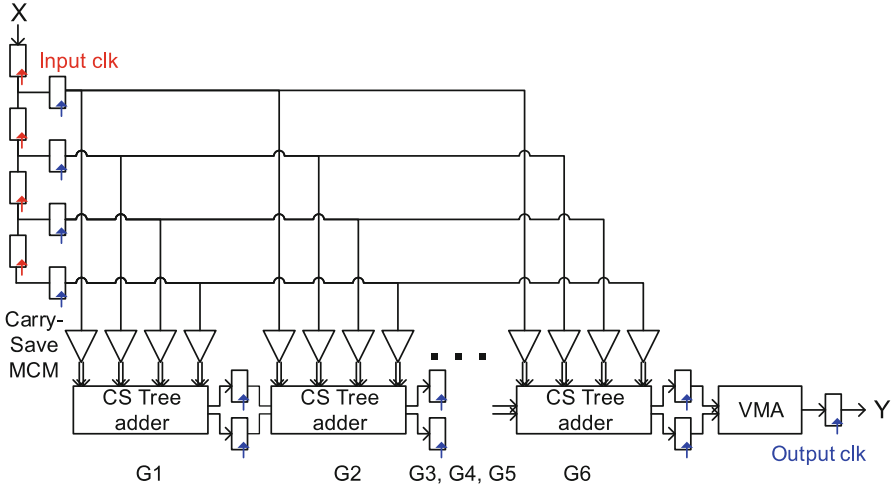 X
Input clk
Carry-
Save
MCM
CS Tree
adder
CS Tree
adder
CS Tree
adder
VMA
Y
Output clk
G1
G2
G3, G4, G5
G6